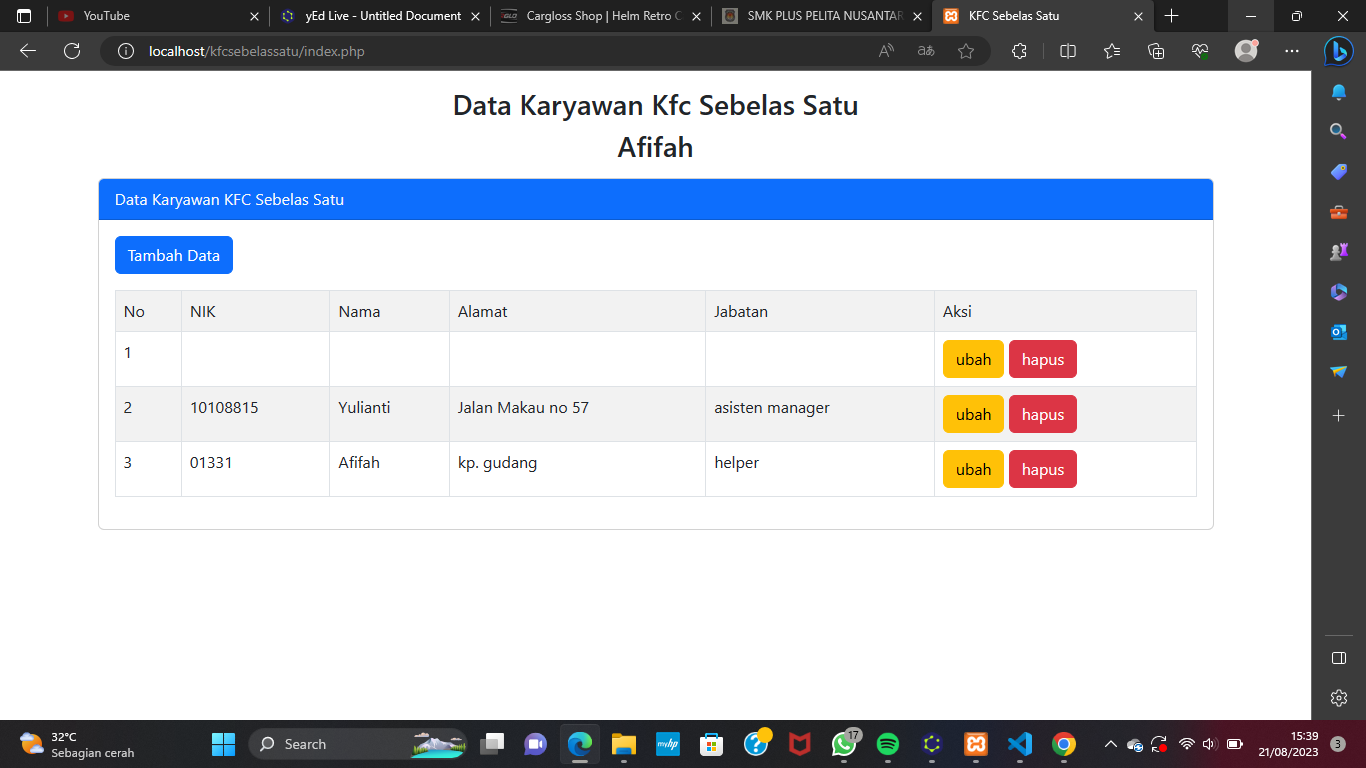 YouTube
yEd Live - Untitled Document
Cargloss Shop | Helm Retro C
SMK PLUS PELITA NUSANTAR
KFC Sebelas Satu
localhost/kfcsebelassatu/index.php
Data Karyawan Kfc Sebelas Satu
Afifah
Data Karyawan KFC Sebelas Satu
Tambah Data
No NIK Nama Alamat Jabatan Aksi
1 ubah hapus
2 10108815 Yulianti Jalan Makau no 57 asisten manager ubah hapus
3 01331 Afifah kp. gudang helper ubah hapus
32°C
Sebagian cerah
Search
myhp
17
15:39
21/08/2023
3